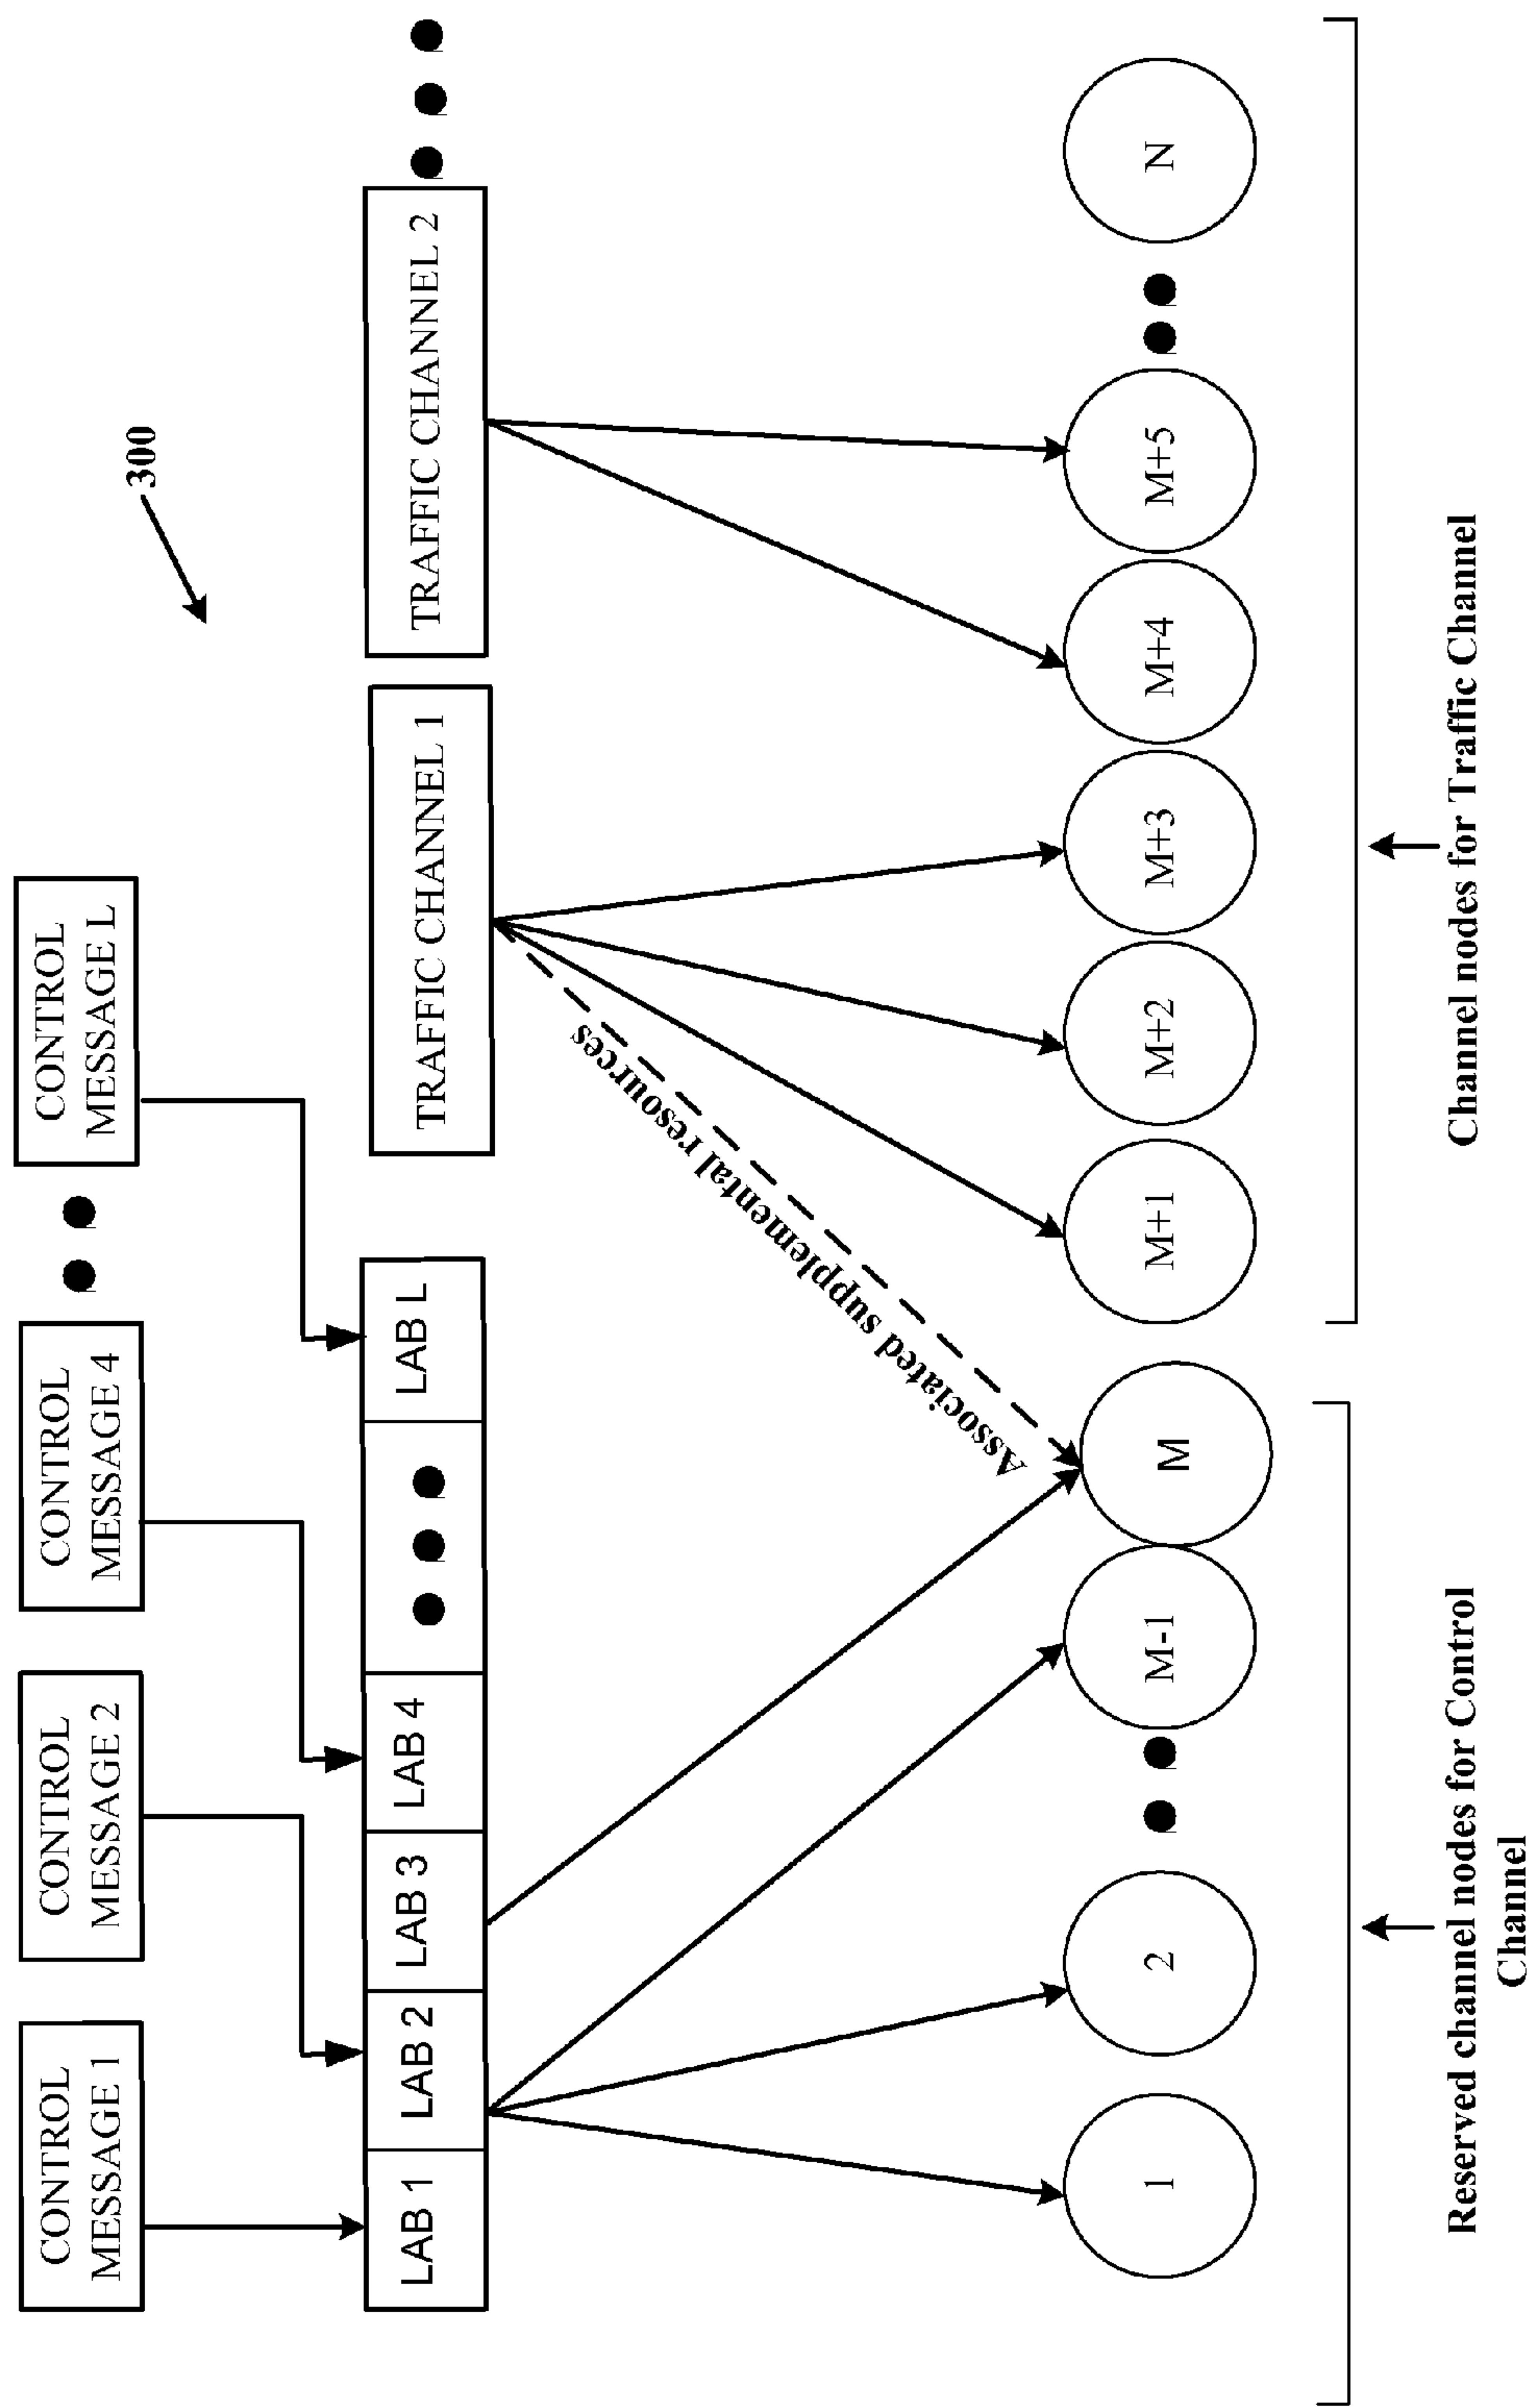 300
CONTROL
MESSAGE 1
CONTROL
MESSAGE 2
CONTROL
MESSAGE 4
CONTROL
MESSAGE L
LAB 1
LAB 2
LAB 3
LAB 4
LAB L
TRAFFIC CHANNEL 1
TRAFFIC CHANNEL 2
Associated supplemental resources
1
2
M-1
M
M+1
M+2
M+3
M+4
M+5
N
Reserved channel nodes for Control
Channel
Channel nodes for Traffic Channel